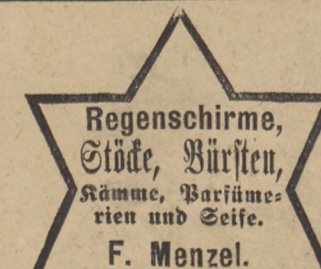 Regenschirme,
Stöcke, Bürsten,
Kämme, Parfüme-
rien und Seife.
F. Menzel.